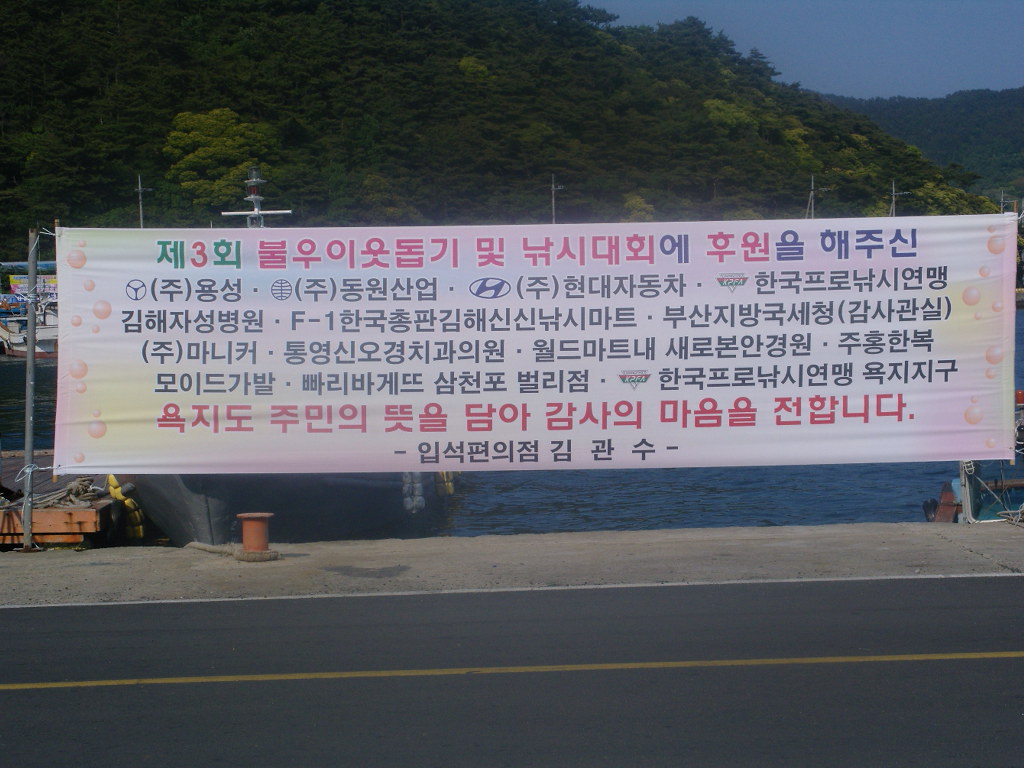 제3회 불우이웃돕기 및 낚시대회에 후원을 해주신
(주)용성 · (주)동원산업 · (주)현대자동차 · KPFA 한국프로낚시연맹
김해자성병원 · F-1한국총판김해신신낚시마트 · 부산지방국세청(감사관실)
(주)마니커 · 통영신오경치과의원 · 월드마트내 새로본안경원 · 주홍한복
모이드가발 · 빠리바게뜨 삼천포 벌리점 · KPFA 한국프로낚시연맹 욕지지구
욕지도 주민의 뜻을 담아 감사의 마음을 전합니다.
- 입석편의점 김 관 수 -